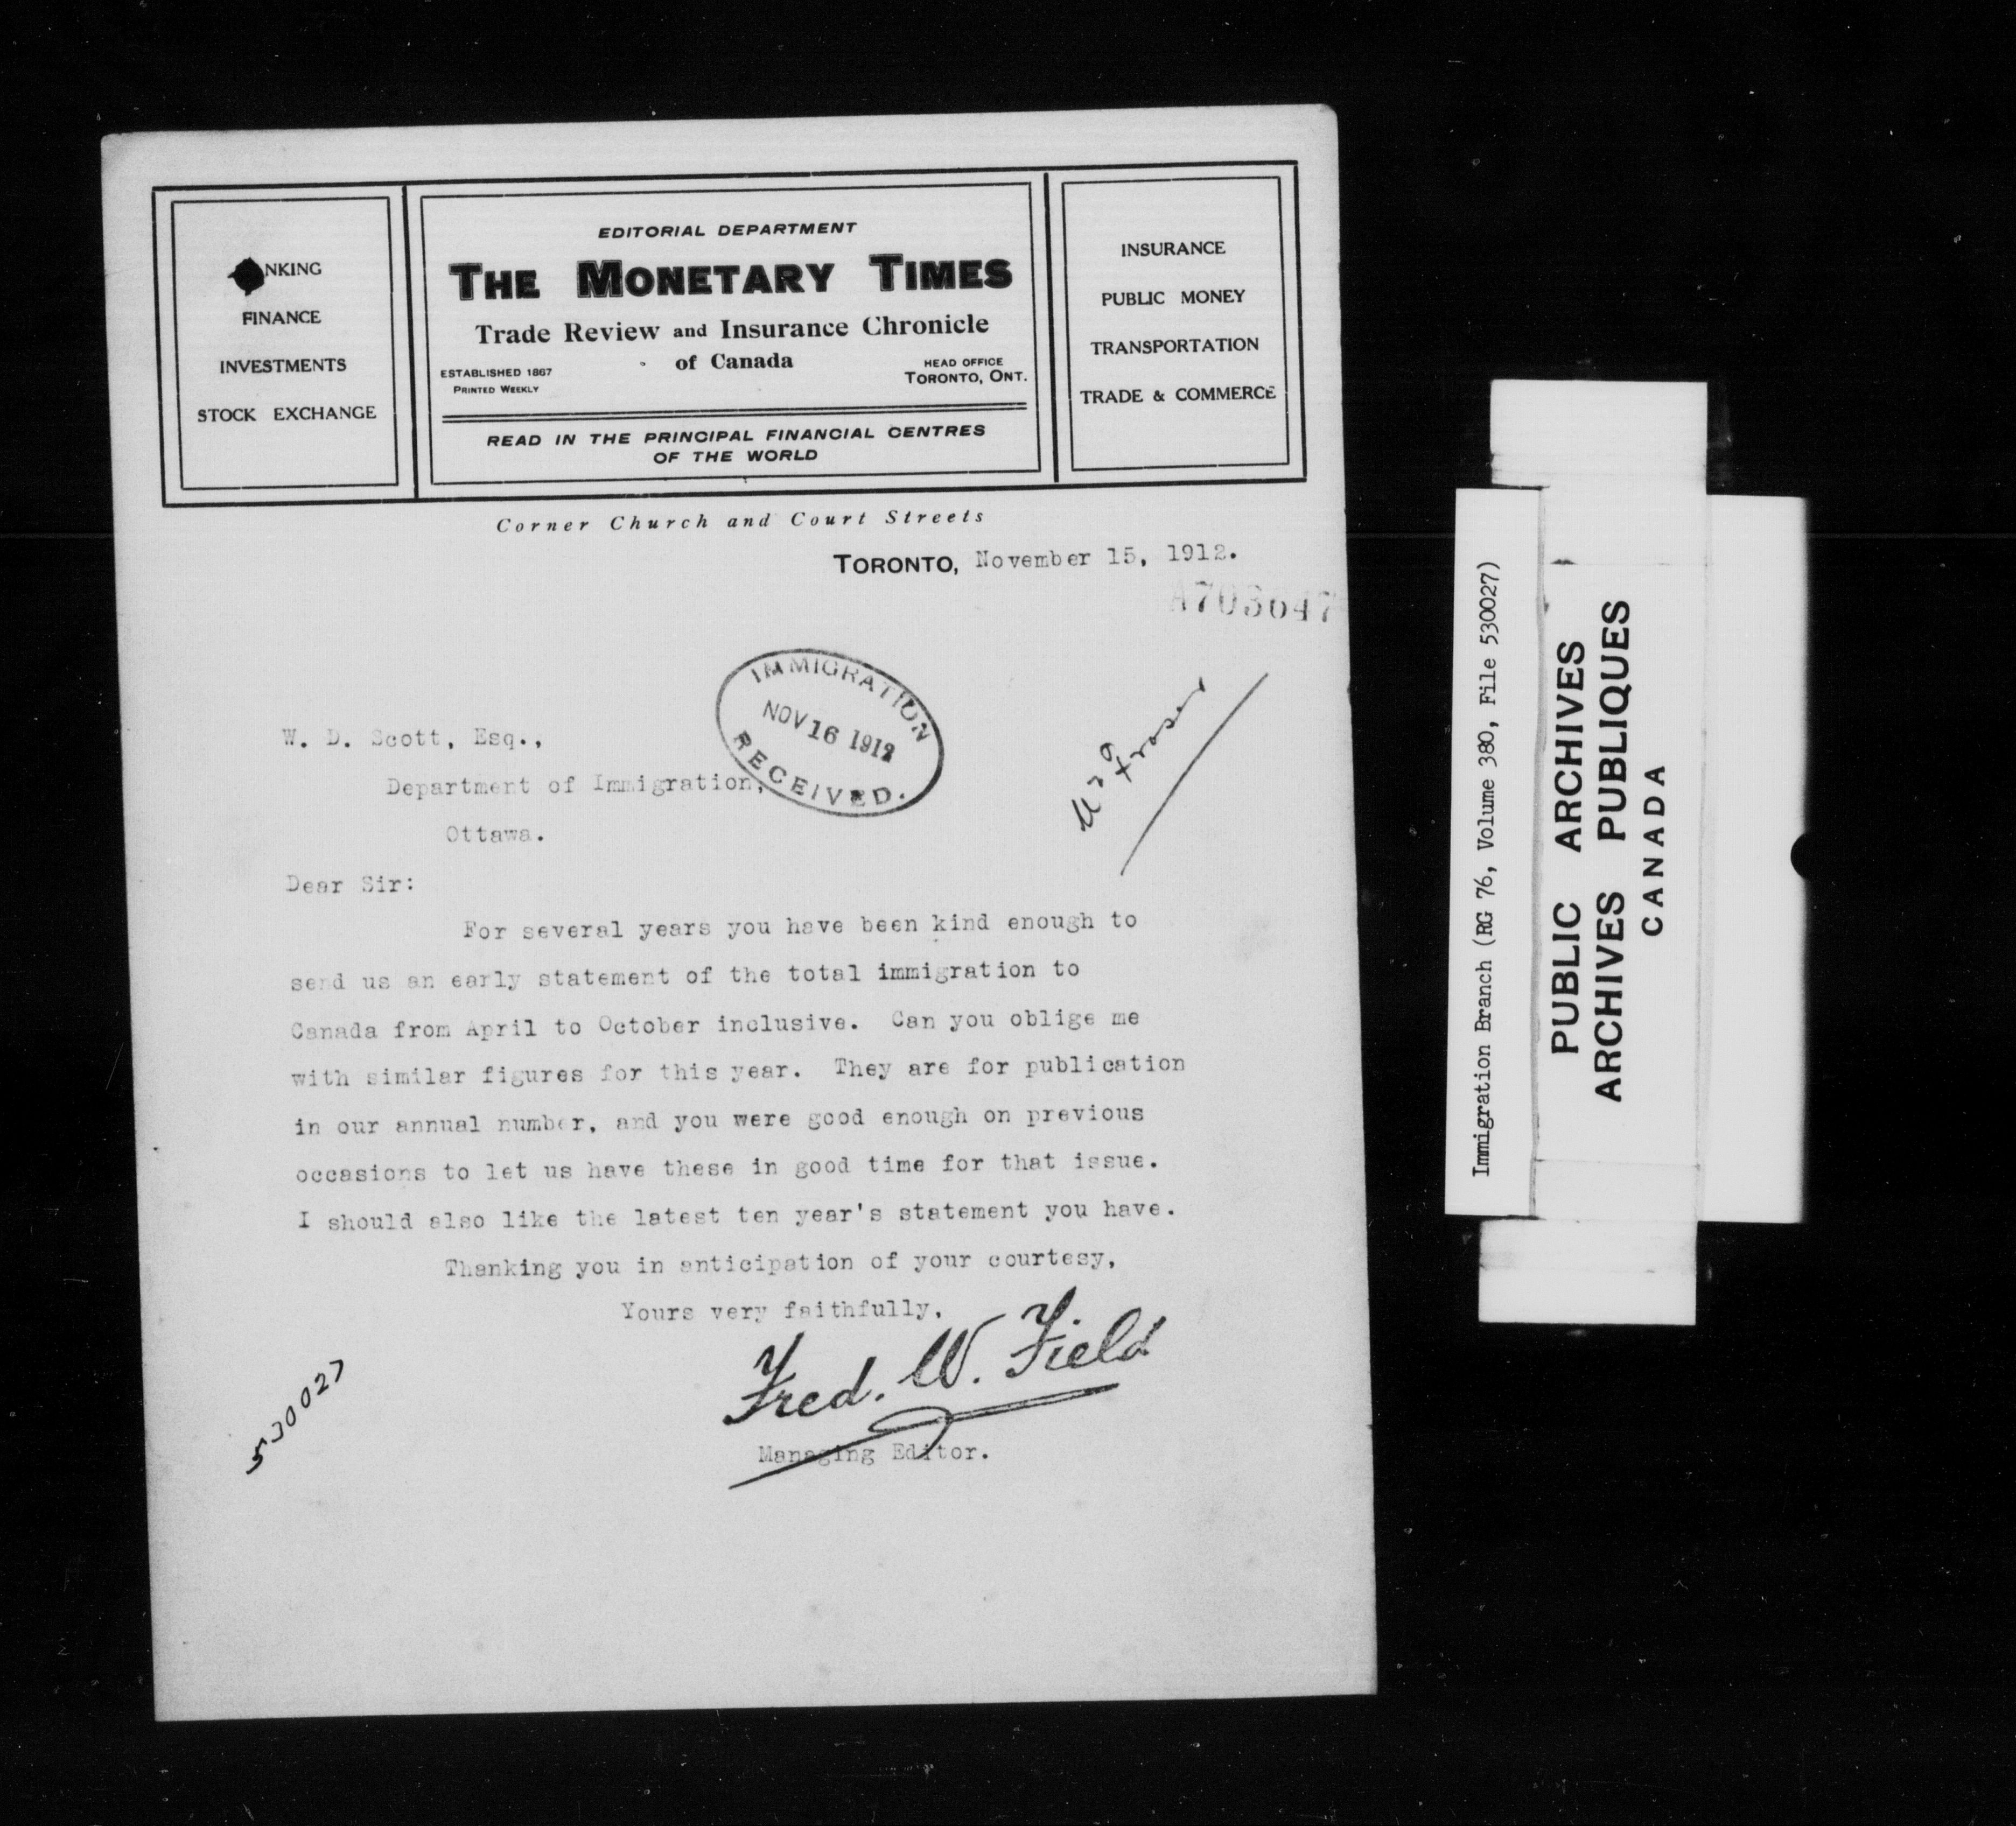 NKING
FINANCE
INVESTMENTS
STOCK EXCHANGE
EDITORIAL DEPARTMENT
THE MONETARY TIMES
Trade Review and Insurance Chronicle
of Canada
ESTABLISHED 1867
PRINTED WEEKLY
HEAD OFFICE
TORONTO, ONT.
READ IN THE PRINCIPAL FINANCIAL CENTRES
OF THE WORLD
INSURANCE
PUBLIC MONEY
TRANSPORTATION
TRADE & COMMERCE
Corner Church and Court Streets
TORONTO, November 15, 1912.
A703647
IMMIGRATION
NOV 16 1912
RECEIVED.
W. D. Scott, Esq.,
Department of Immigration,
Ottawa.
Fraser
Dear Sir:
For several years you have been kind enough to
send us an early statement of the total immigration to
Canada from April to October inclusive. Can you oblige me
with similar figures for this year. They are for publication
in our annual number, and you were good enough on previous
occasions to let us have these in good time for that issue.
I should also like the latest ten year's statement you have.
Thanking you in anticipation of your courtesy,
Yours very faithfully,
Fred. W. Field
Managing Editor.
530027
Immigration Branch (RG 76, Volume 380, File 530027)
PUBLIC ARCHIVES
ARCHIVES PUBLIQUES
CANADA